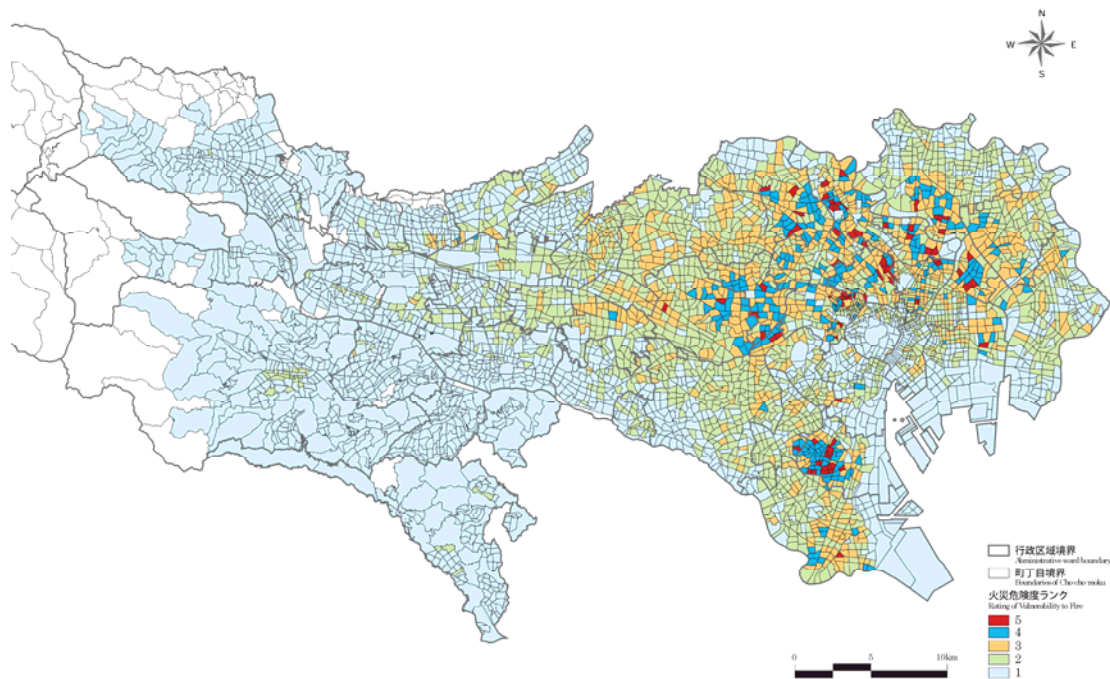 N
W E
S
行政区域境界
Administrative ward boundary
町丁目境界
Boundaries of Cho cho-moku
火災危険度ランク
Rating of Vulnerability to Fire
5
4
3
2
1
0 5 10km